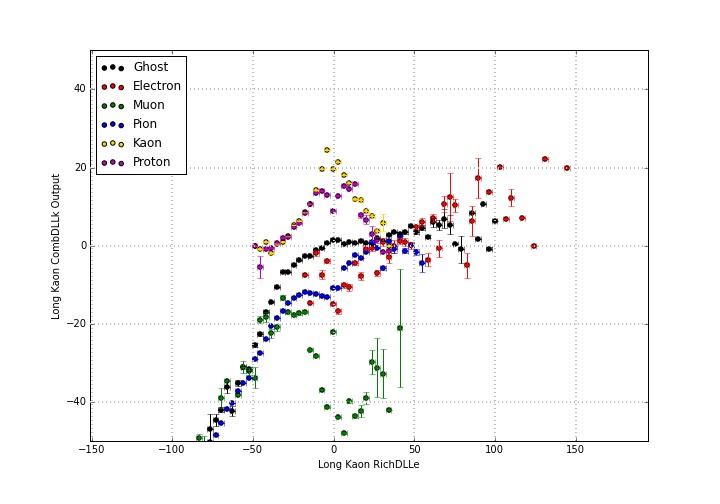 Ghost
Electron
Muon
Pion
Kaon
Proton
40
20
0
−20
−40
−150
−100
−50
0
50
100
150
Long Kaon CombDLLk Output
Long Kaon RichDLLe